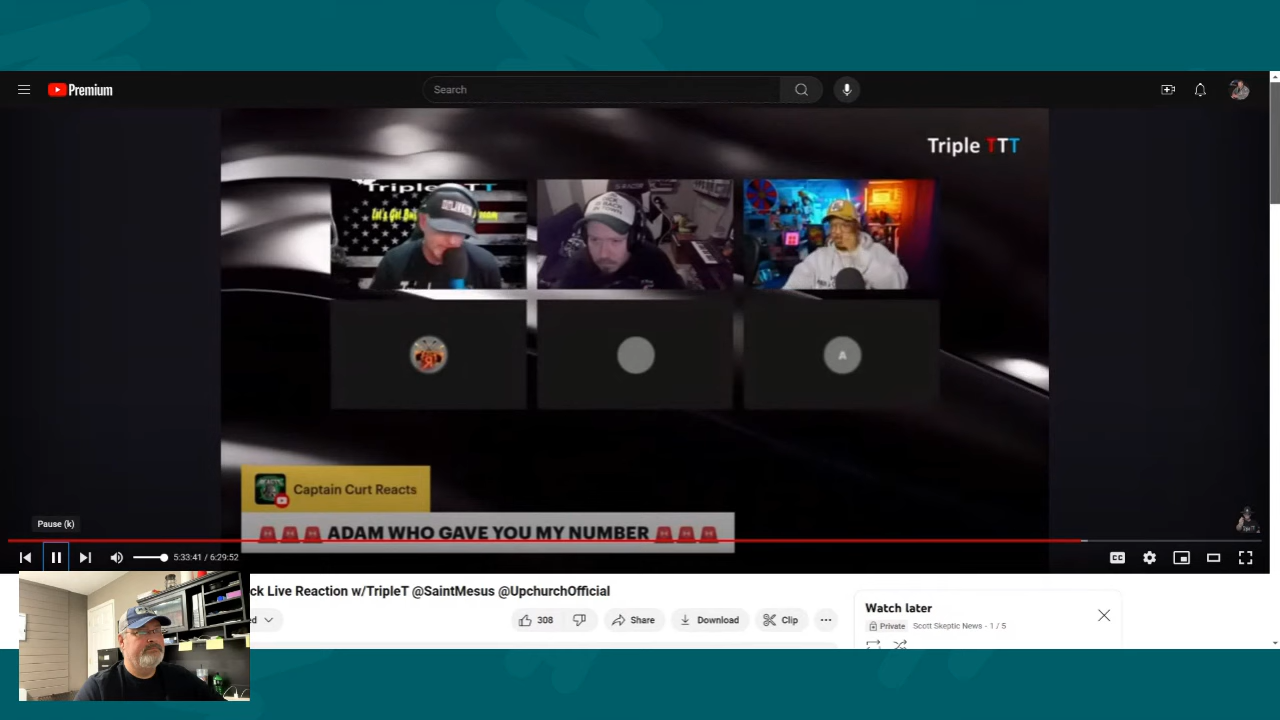 Premium
Search
Triple TTT
Triple T
A
Captain Curt Reacts
ADAM WHO GAVE YOU MY NUMBER
Pause (k)
5:33:41 / 6:29:52
CC
ck Live Reaction w/TripleT @SaintMesus @UpchurchOfficial
308
Share
Download
Clip
Watch later
Private
Scott Skeptic News - 1 / 5